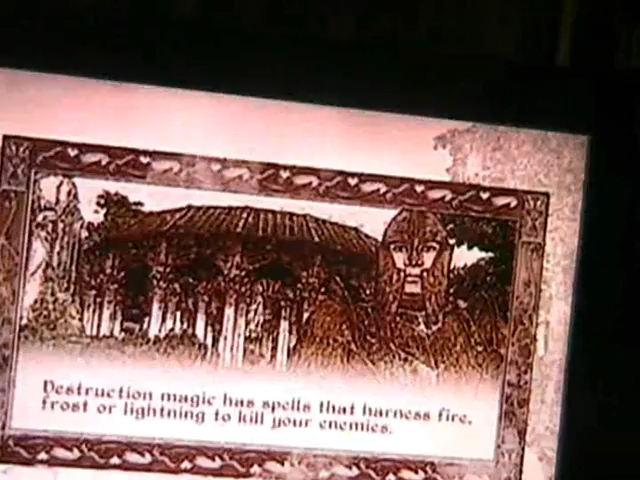 Destruction magic has spells that harness fire,
frost or lightning to kill your enemies.